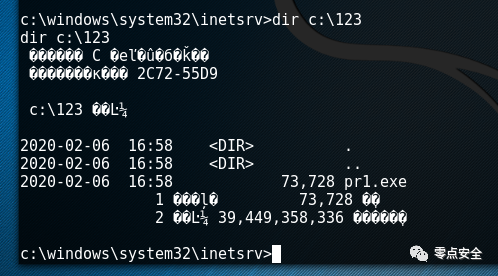 c:\windows\system32\inetsrv>dir c:\123
dir c:\123
������ C �eľ�û�б�ǩ��
�������к��� 2C72-55D9
c:\123 ��Ŀ¼
2020-02-06 16:58 <DIR> .
2020-02-06 16:58 <DIR> ..
2020-02-06 16:58 73,728 pr1.exe
1 ���ļ� 73,728 ��
2 ��Ŀ¼ 39,449,358,336 ������
c:\windows\system32\inetsrv>
零点安全